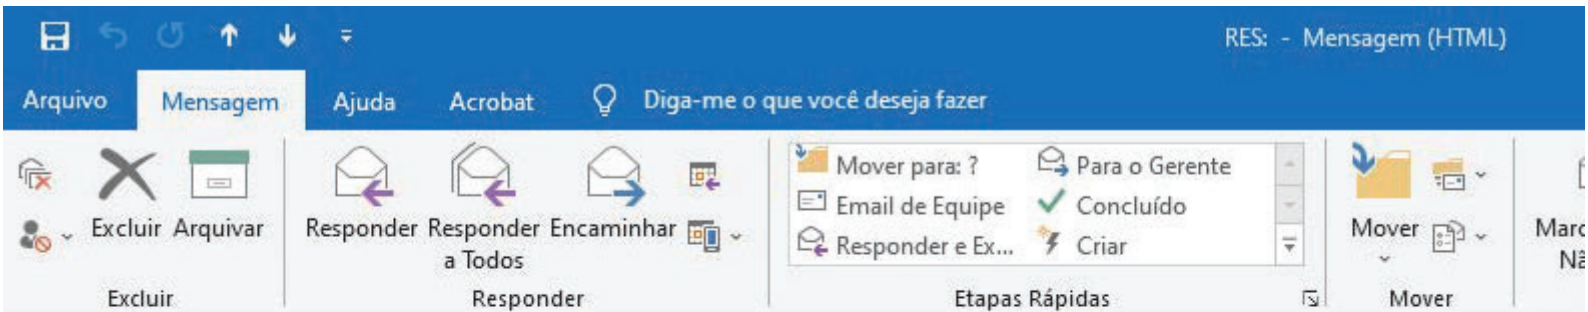 RES: - Mensagem (HTML)
Arquivo Mensagem Ajuda Acrobat Diga-me o que você deseja fazer
Mover para: ? Para o Gerente
Email de Equipe Concluído
Responder e Ex... Criar
Excluir Arquivar Responder Responder a Todos Encaminhar Mover
Excluir Responder Etapas Rápidas Mover